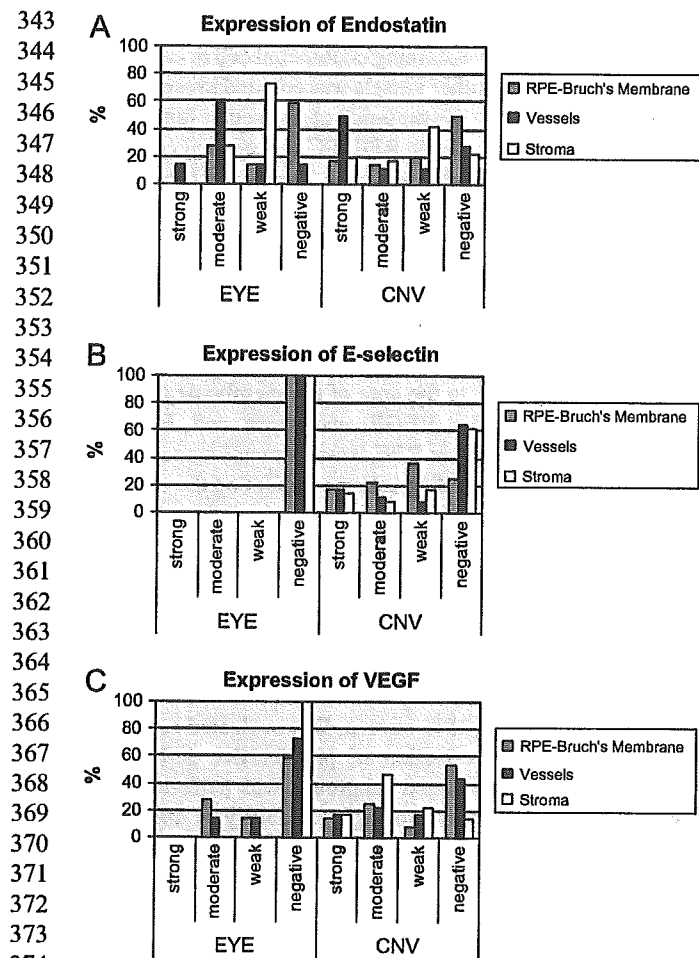 343
344
345
346
347
348
349
350
351
352
353
354
355
356
357
358
359
360
361
362
363
364
365
366
367
368
369
370
371
372
373
A
Expression of Endostatin
%
100
80
60
40
20
0
strong
moderate
weak
negative
strong
moderate
weak
negative
EYE
CNV
RPE-Bruch's Membrane
Vessels
Stroma
B
Expression of E-selectin
%
100
80
60
40
20
0
strong
moderate
weak
negative
strong
moderate
weak
negative
EYE
CNV
RPE-Bruch's Membrane
Vessels
Stroma
C
Expression of VEGF
%
100
80
60
40
20
0
strong
moderate
weak
negative
strong
moderate
weak
negative
EYE
CNV
RPE-Bruch's Membrane
Vessels
Stroma